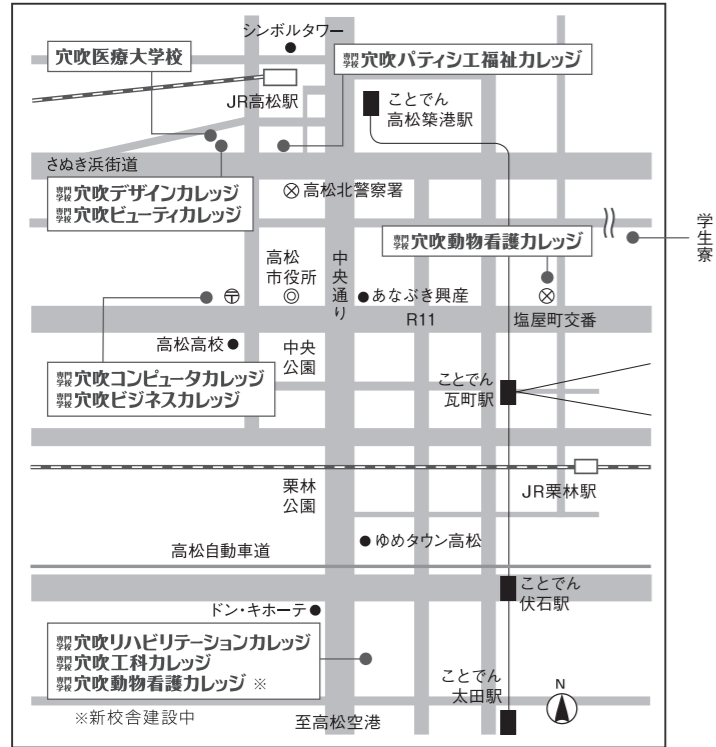 シンボルタワー
穴吹医療大学校
専門学校 穴吹パティシエ福祉カレッジ
JR高松駅
ことでん
高松築港駅
さぬき浜街道
専門学校 穴吹デザインカレッジ
専門学校 穴吹ビューティカレッジ
高松北警察署
学生寮
専門学校 穴吹動物看護カレッジ
高松
市役所
中央通り
あなぶき興産
R11
塩屋町交番
高松高校
中央
公園
専門学校 穴吹コンピュータカレッジ
専門学校 穴吹ビジネスカレッジ
ことでん
瓦町駅
栗林
公園
JR栗林駅
ゆめタウン高松
高松自動車道
ことでん
伏石駅
ドン・キホーテ
専門学校 穴吹リハビリテーションカレッジ
専門学校 穴吹工科カレッジ
専門学校 穴吹動物看護カレッジ ※
※新校舎建設中
至高松空港
ことでん
太田駅
N